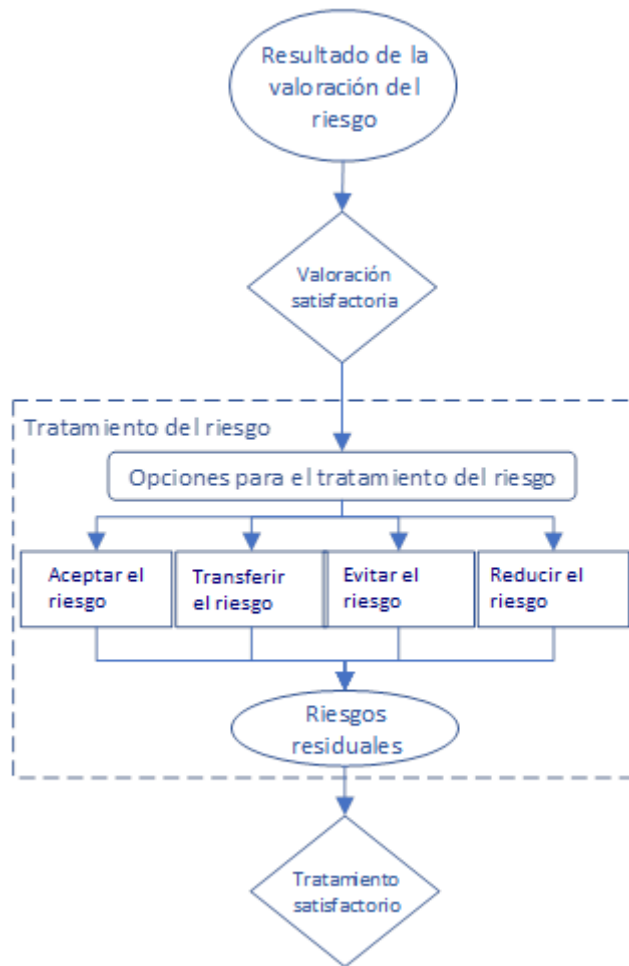 Resultado de la
valoración del
riesgo
Valoración
satisfactoria
Tratamiento del riesgo
Opciones para el tratamiento del riesgo
Aceptar el
riesgo
Transferir
el riesgo
Evitar el
riesgo
Reducir el
riesgo
Riesgos
residuales
Tratamiento
satisfactorio